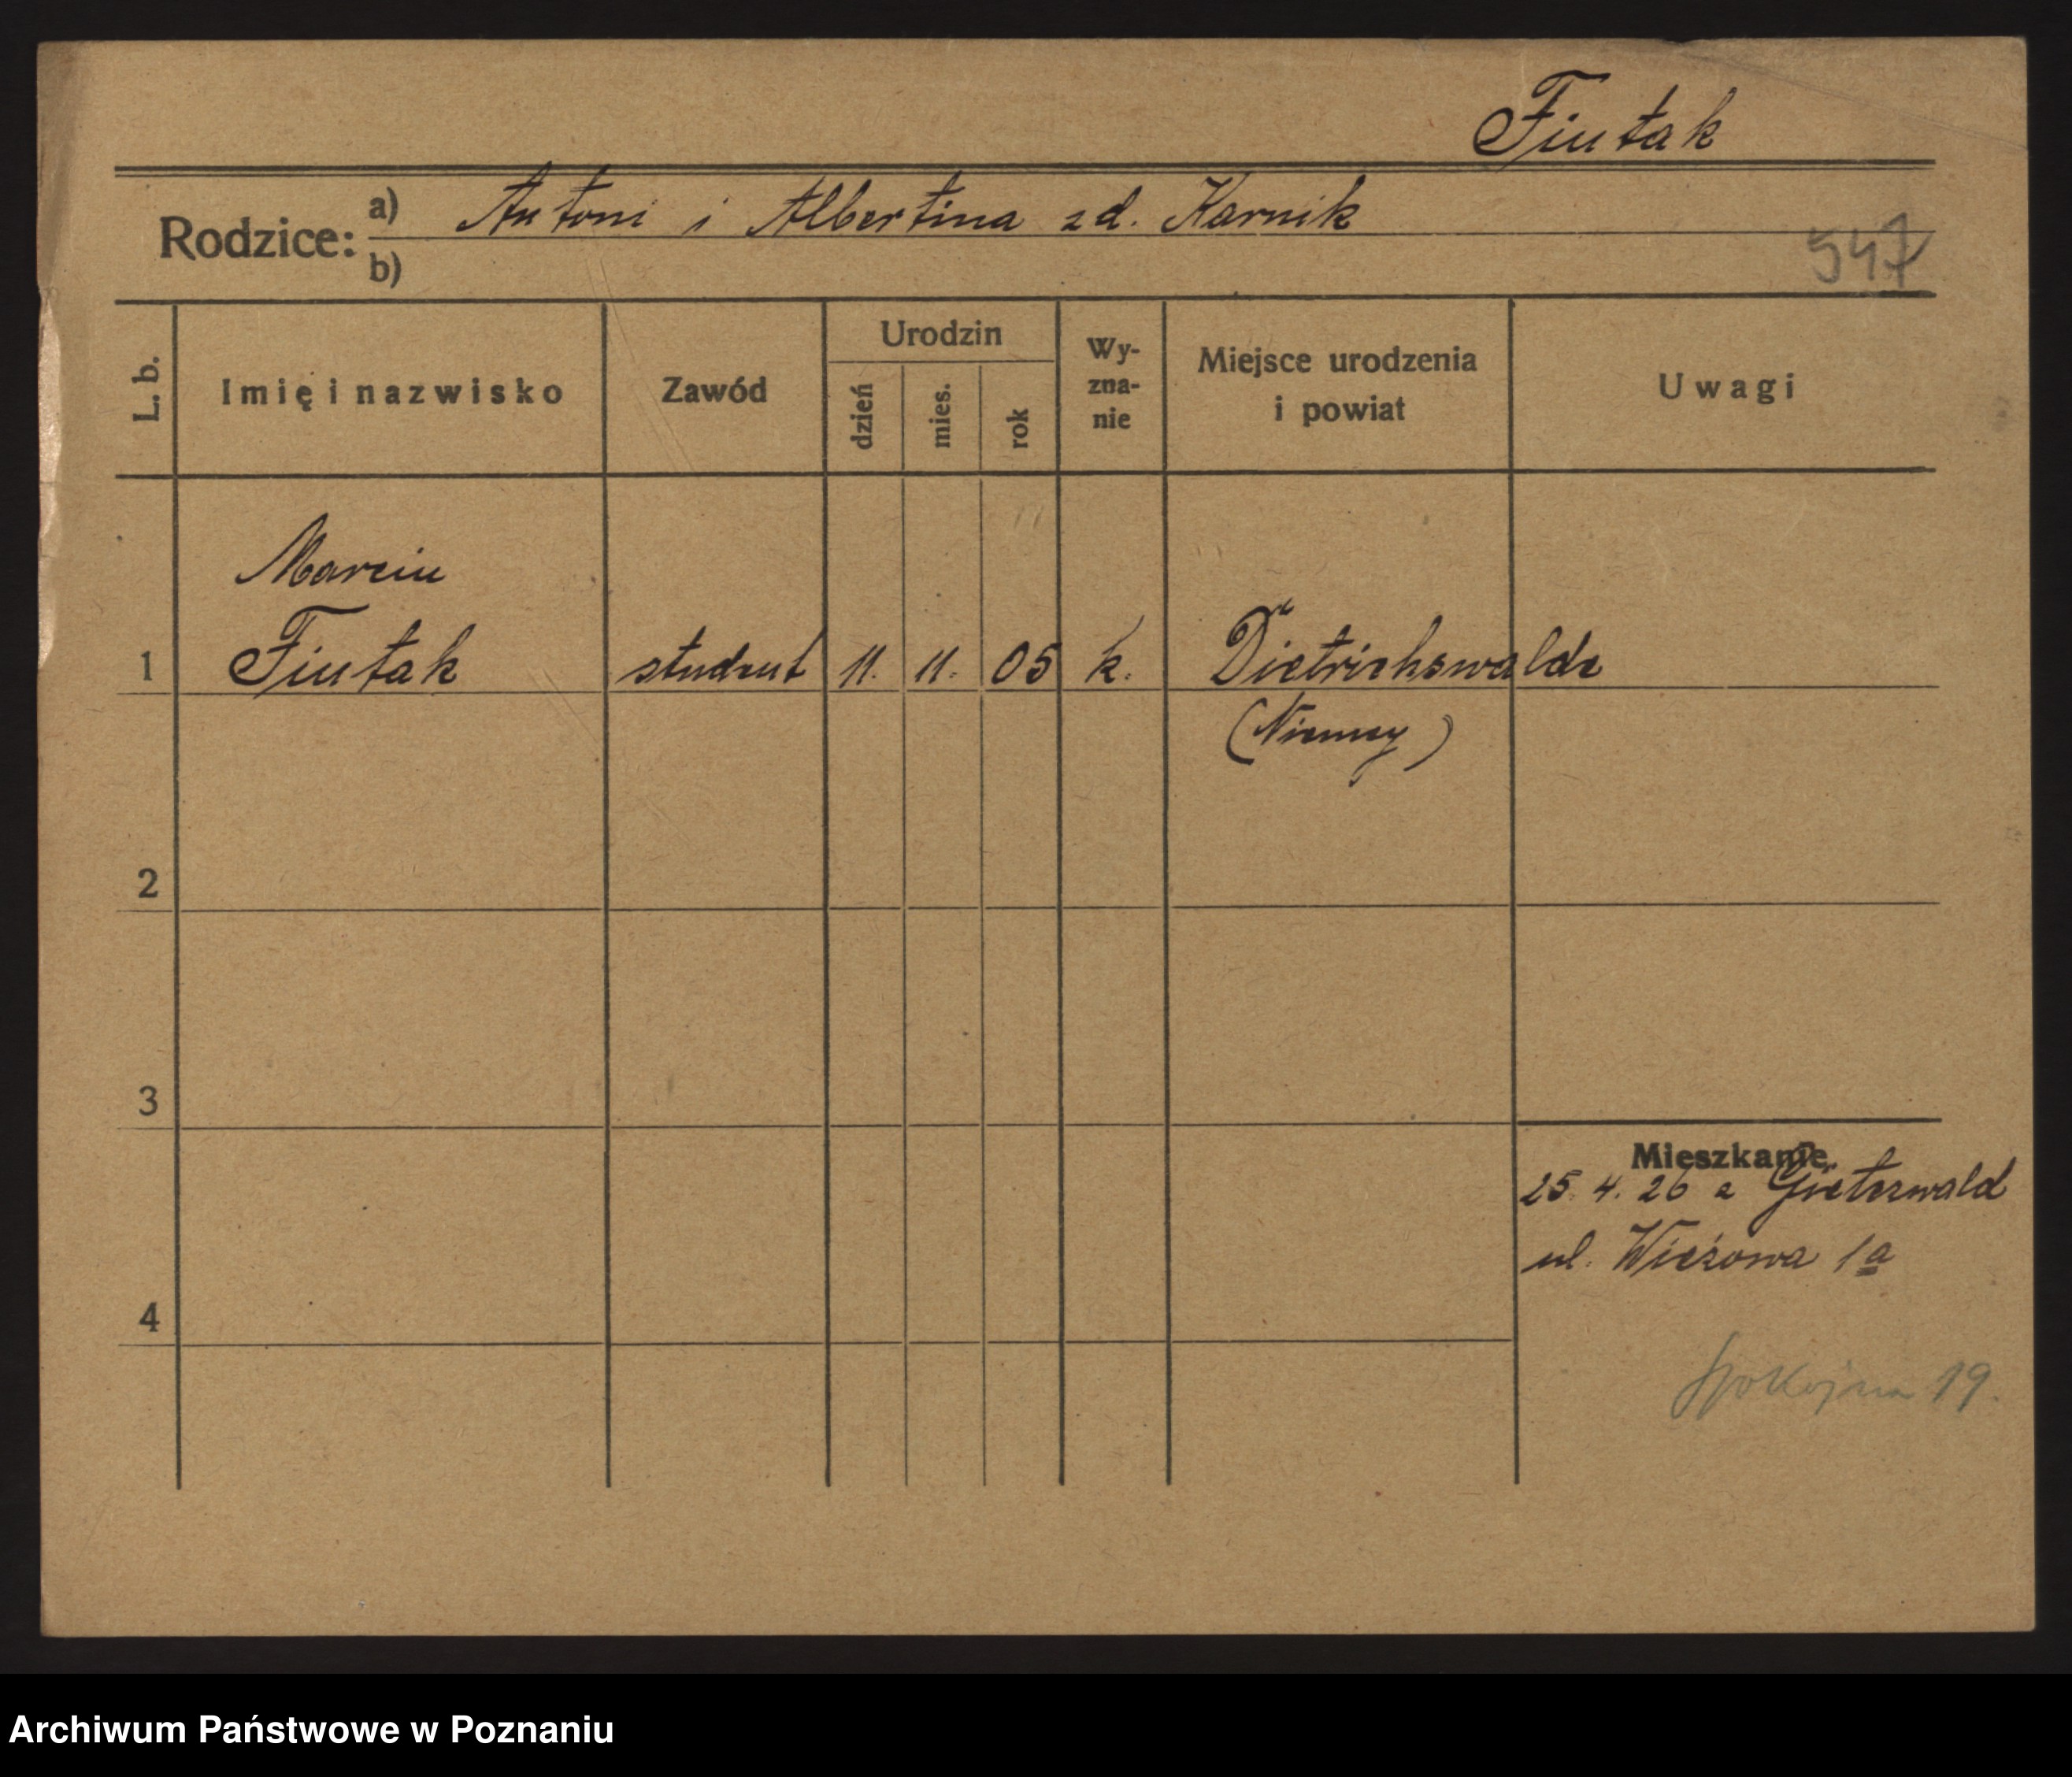 Fiutak
Rodzice: a) Antoni i Albertina zd. Karnik
b)
547
L. b.
Imię i nazwisko
Zawód
Urodzin
dzień
mies.
rok
Wy-
zna-
nie
Miejsce urodzenia
i powiat
Uwagi
Marcin
1 Fiutak student 11. 11. 05 k. Dietrichswalde
(Niemcy)
2
3
Mieszkanie
25. 4. 26 z Gieterwald
ul. Wieżowa 1a
4
Spokojna 19.
Archiwum Państwowe w Poznaniu